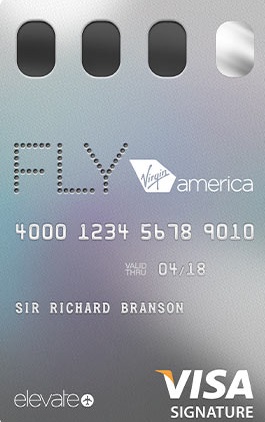 FLY
Virgin america
4000 1234 5678 9010
VALID THRU 04/18
SIR RICHARD BRANSON
elevate
VISA
SIGNATURE